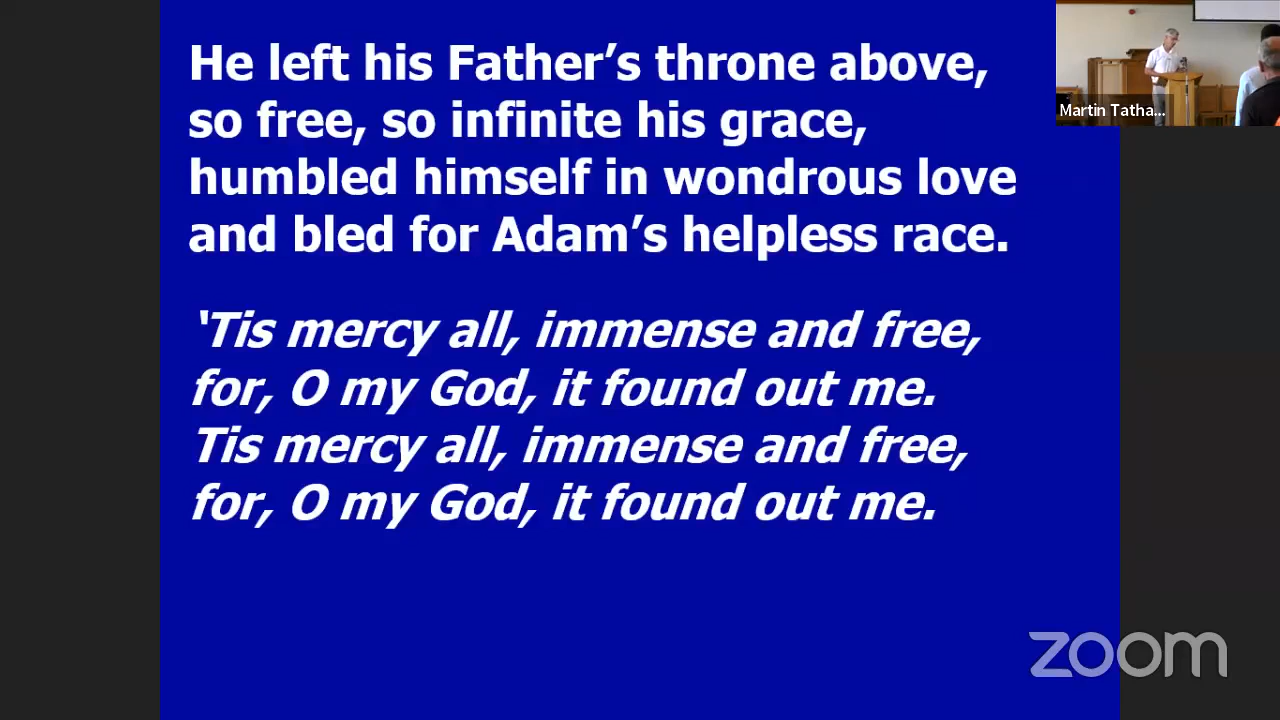 He left his Father’s throne above,
so free, so infinite his grace,
humbled himself in wondrous love
and bled for Adam’s helpless race.
‘Tis mercy all, immense and free,
for, O my God, it found out me.
Tis mercy all, immense and free,
for, O my God, it found out me.
Martin Tatha...
zoom